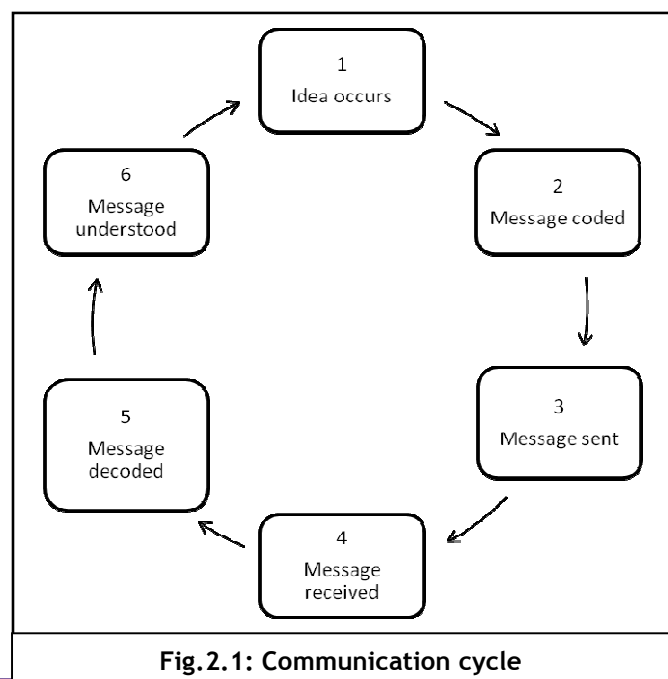 1
Idea occurs
2
Message coded
3
Message sent
4
Message
received
5
Message
decoded
6
Message
understood
Fig.2.1: Communication cycle